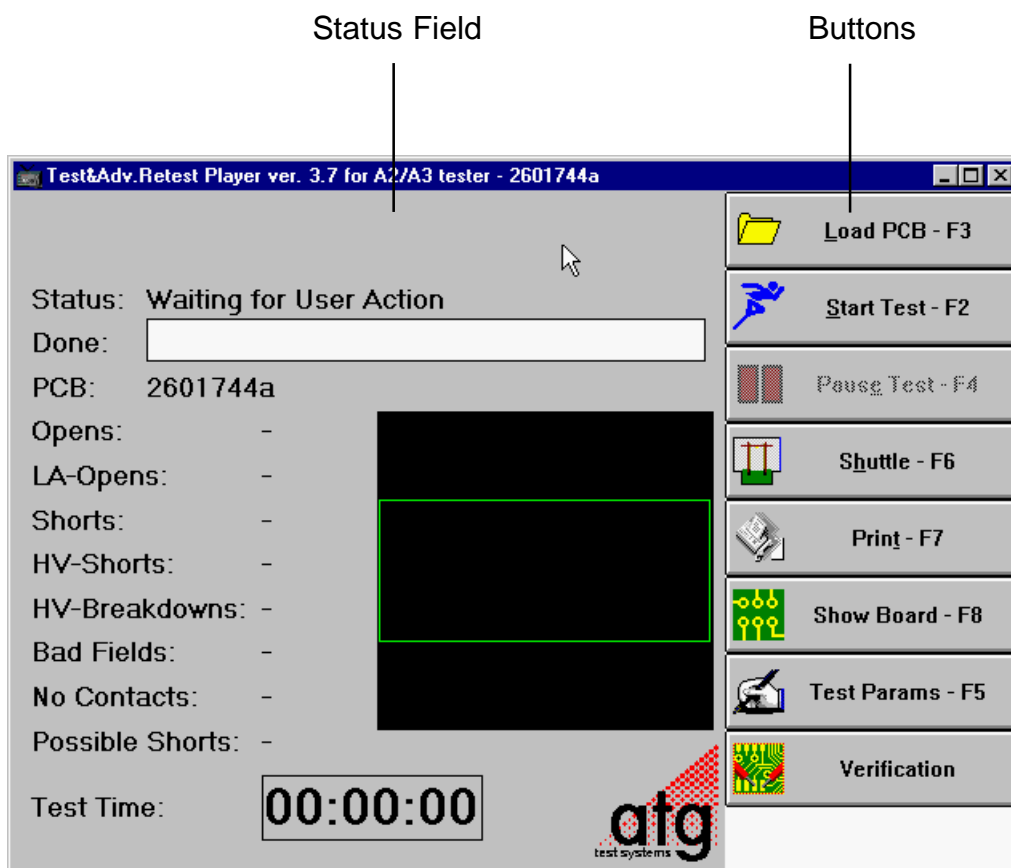 Status Field
Buttons
Test&Adv.Retest Player ver. 3.7 for A2/A3 tester - 2601744a
Status: Waiting for User Action
Done:
PCB: 2601744a
Opens: -
LA-Opens: -
Shorts: -
HV-Shorts: -
HV-Breakdowns: -
Bad Fields: -
No Contacts: -
Possible Shorts: -
Test Time: 00:00:00
atg
test systems
Load PCB - F3
Start Test - F2
Pause Test - F4
Shuttle - F6
Print - F7
Show Board - F8
Test Params - F5
Verification